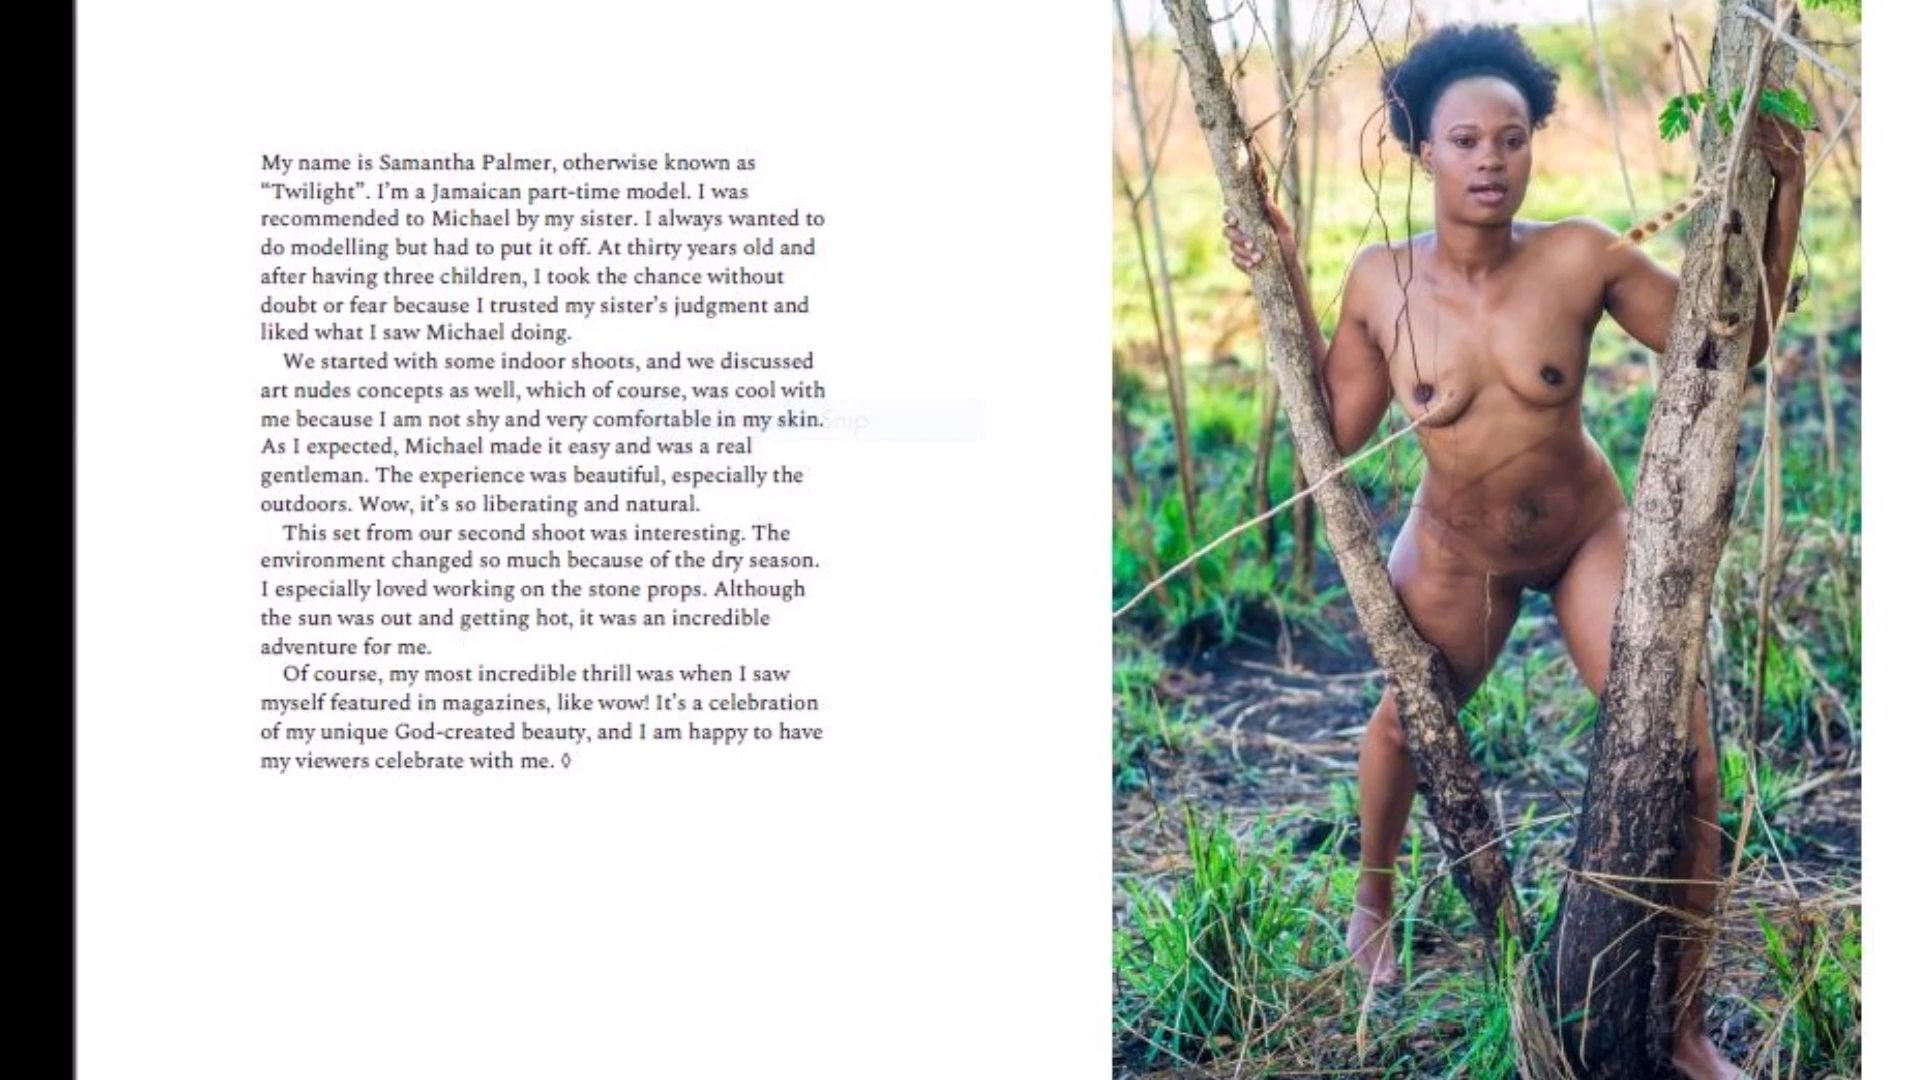 My name is Samantha Palmer, otherwise known as
“Twilight”. I’m a Jamaican part-time model. I was
recommended to Michael by my sister. I always wanted to
do modelling but had to put it off. At thirty years old and
after having three children, I took the chance without
doubt or fear because I trusted my sister’s judgment and
liked what I saw Michael doing.
We started with some indoor shoots, and we discussed
art nudes concepts as well, which of course, was cool with
me because I am not shy and very comfortable in my skin.
As I expected, Michael made it easy and was a real
gentleman. The experience was beautiful, especially the
outdoors. Wow, it’s so liberating and natural.
This set from our second shoot was interesting. The
environment changed so much because of the dry season.
I especially loved working on the stone props. Although
the sun was out and getting hot, it was an incredible
adventure for me.
Of course, my most incredible thrill was when I saw
myself featured in magazines, like wow! It’s a celebration
of my unique God-created beauty, and I am happy to have
my viewers celebrate with me. ◊